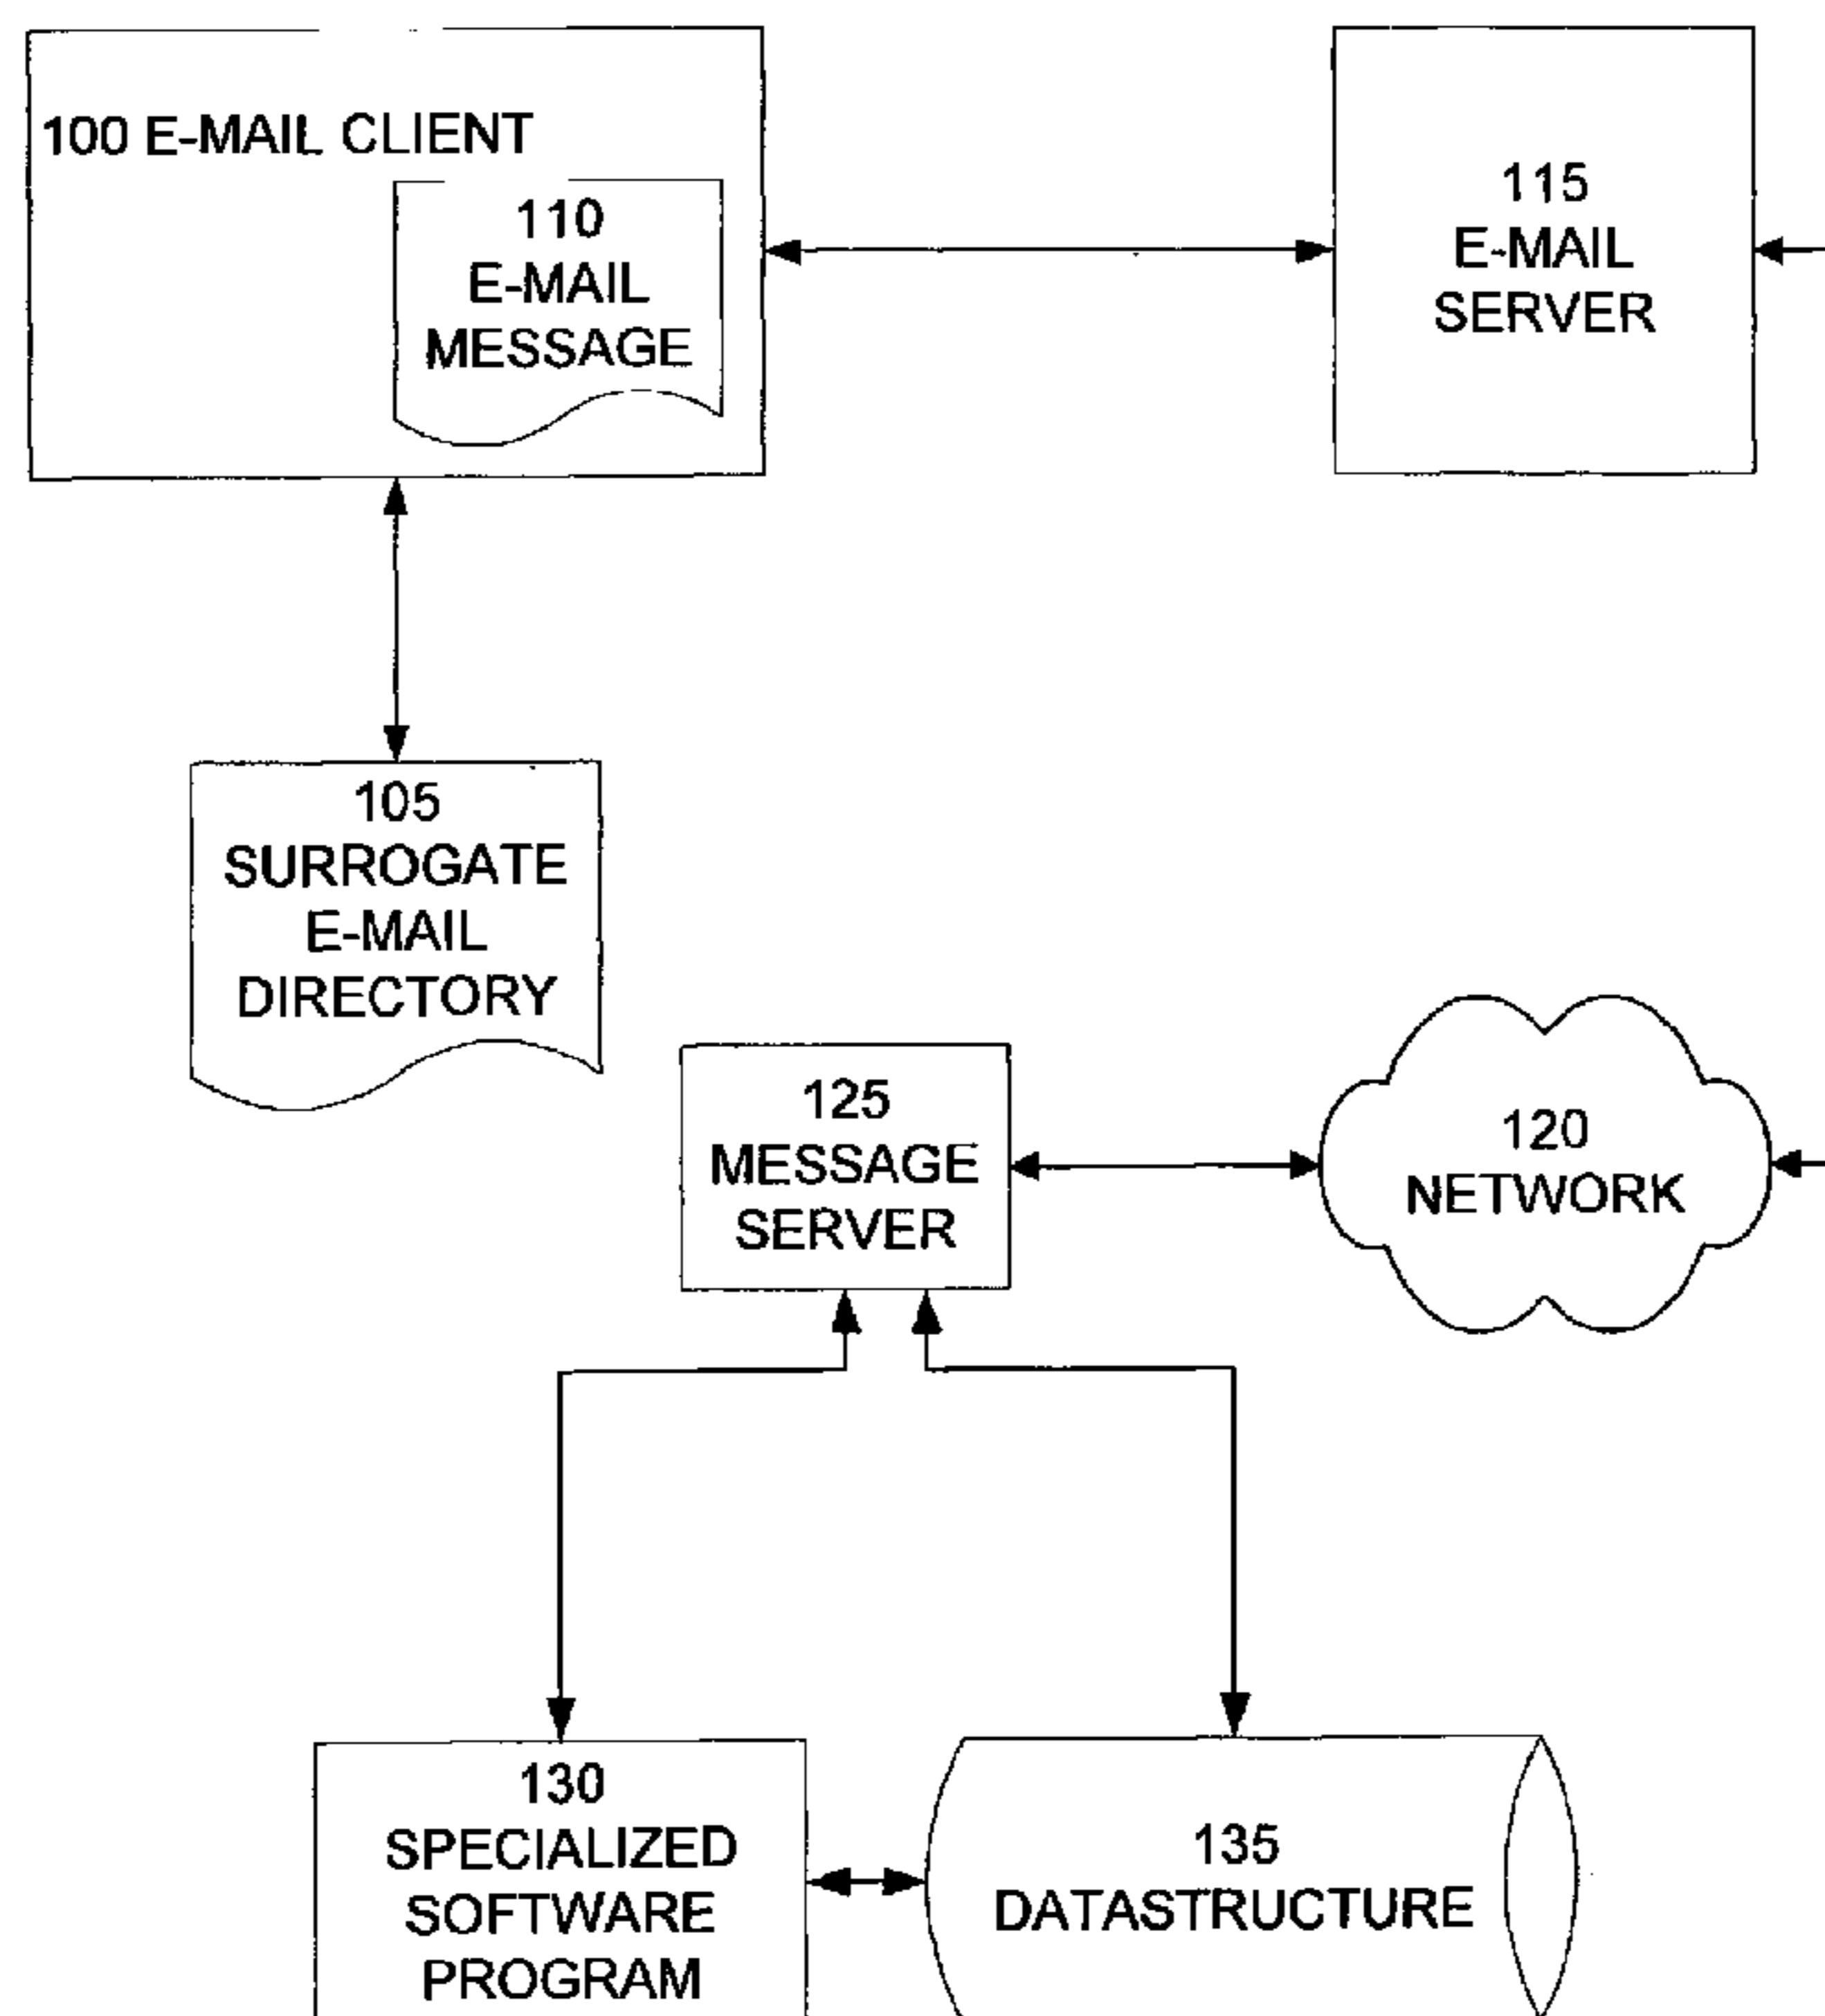 100 E-MAIL CLIENT
110
E-MAIL
MESSAGE
115
E-MAIL
SERVER
105
SURROGATE
E-MAIL
DIRECTORY
125
MESSAGE
SERVER
120
NETWORK
130
SPECIALIZED
SOFTWARE
PROGRAM
135
DATASTRUCTURE